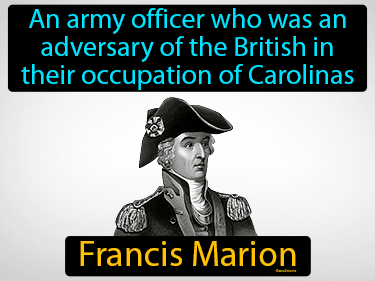 An army officer who was an
adversary of the British in
their occupation of Carolinas
Francis Marion